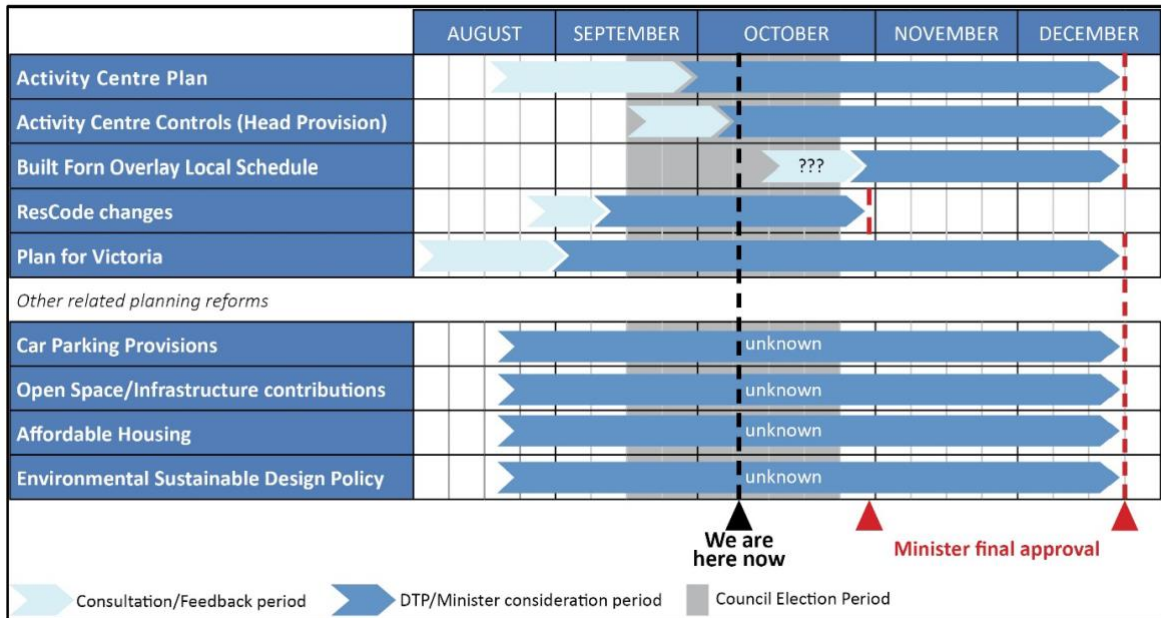 AUGUST SEPTEMBER OCTOBER NOVEMBER DECEMBER
Activity Centre Plan
Activity Centre Controls (Head Provision)
Built Forn Overlay Local Schedule ???
ResCode changes
Plan for Victoria
Other related planning reforms
Car Parking Provisions unknown
Open Space/Infrastructure contributions unknown
Affordable Housing unknown
Environmental Sustainable Design Policy unknown
We are
here now
Minister final approval
Consultation/Feedback period DTP/Minister consideration period Council Election Period